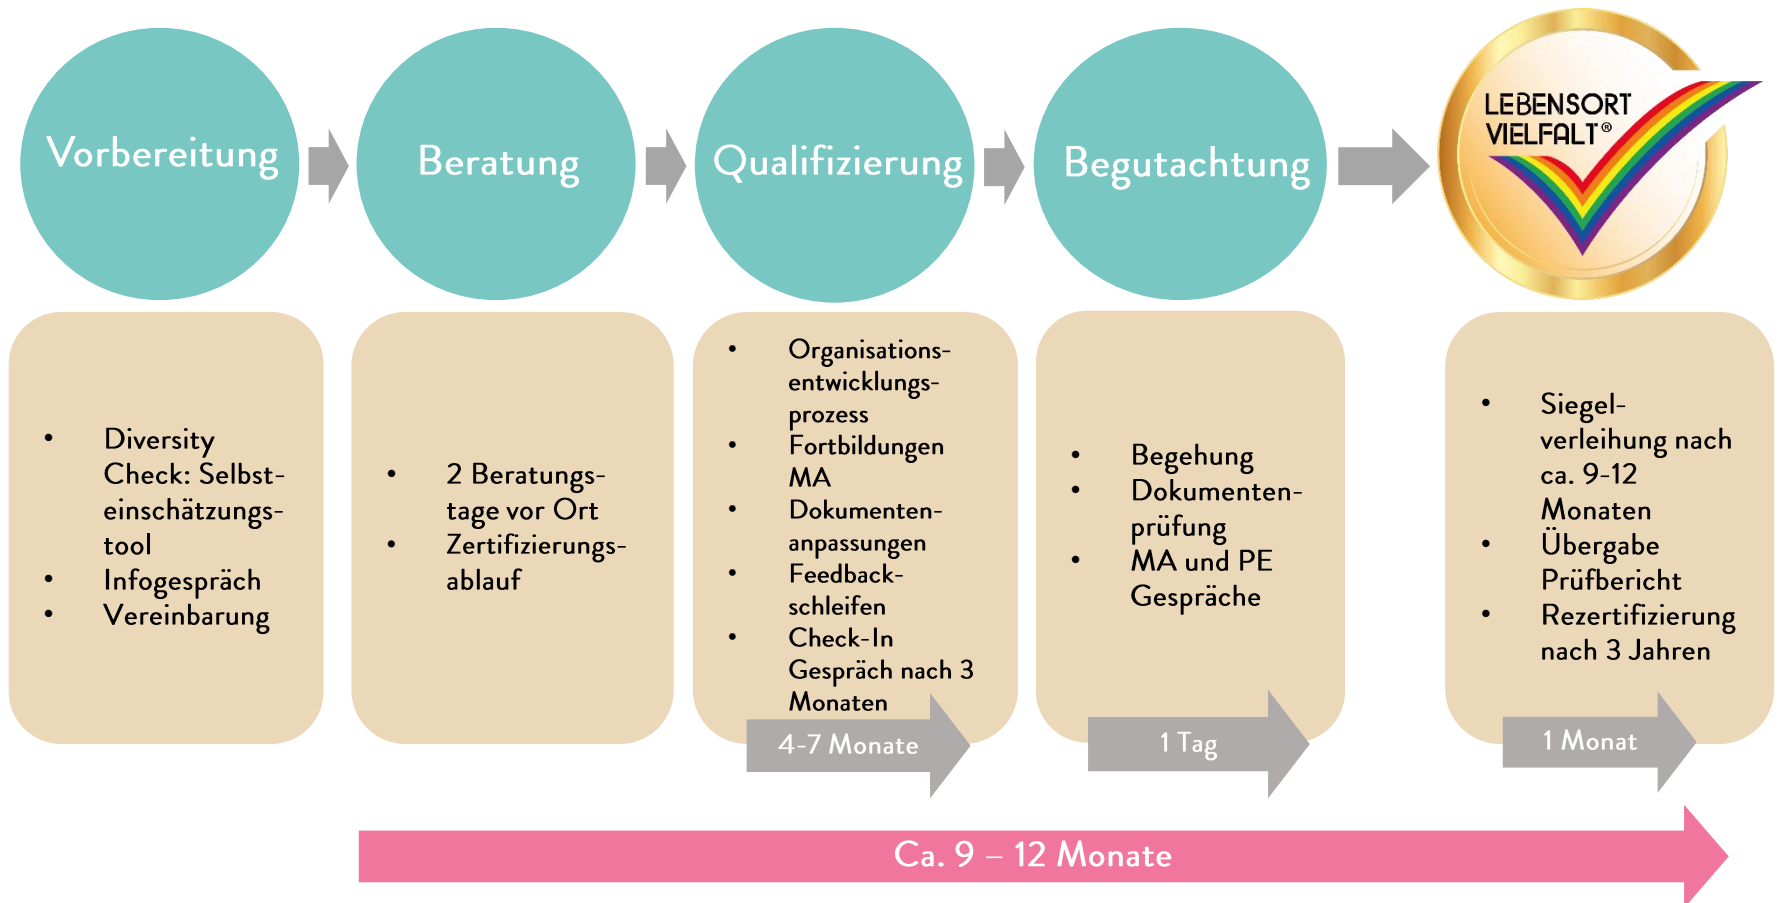 Vorbereitung
Beratung
Qualifizierung
Begutachtung
LEBENSORT
VIELFALT®
• Diversity
Check: Selbst-
einschätzungs-
tool
• Infogespräch
• Vereinbarung
• 2 Beratungs-
tage vor Ort
• Zertifizierungs-
ablauf
• Organisations-
entwicklungs-
prozess
• Fortbildungen
MA
• Dokumenten-
anpassungen
• Feedback-
schleifen
• Check-In
Gespräch nach 3
Monaten
4-7 Monate
• Begehung
• Dokumenten-
prüfung
• MA und PE
Gespräche
1 Tag
• Siegel-
verleihung nach
ca. 9-12
Monaten
• Übergabe
Prüfbericht
• Rezertifizierung
nach 3 Jahren
1 Monat
Ca. 9 – 12 Monate